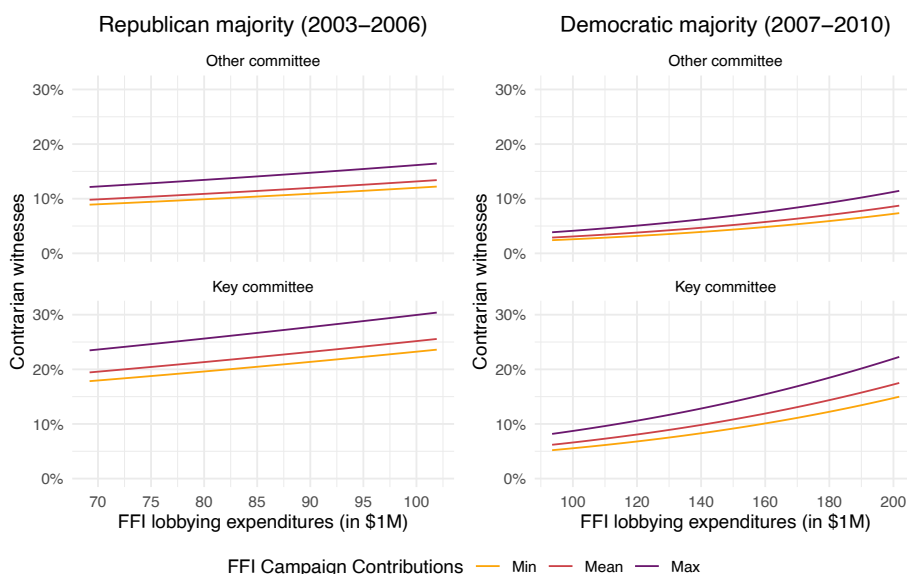 Republican majority (2003−2006)
Democratic majority (2007−2010)
Other committee
Other committee
30%
20%
10%
0%
30%
20%
10%
0%
Contrarian witnesses
Contrarian witnesses
Key committee
Key committee
30%
20%
10%
0%
30%
20%
10%
0%
70 75 80 85 90 95 100
100 120 140 160 180 200
FFI lobbying expenditures (in $1M)
FFI lobbying expenditures (in $1M)
FFI Campaign Contributions Min Mean Max